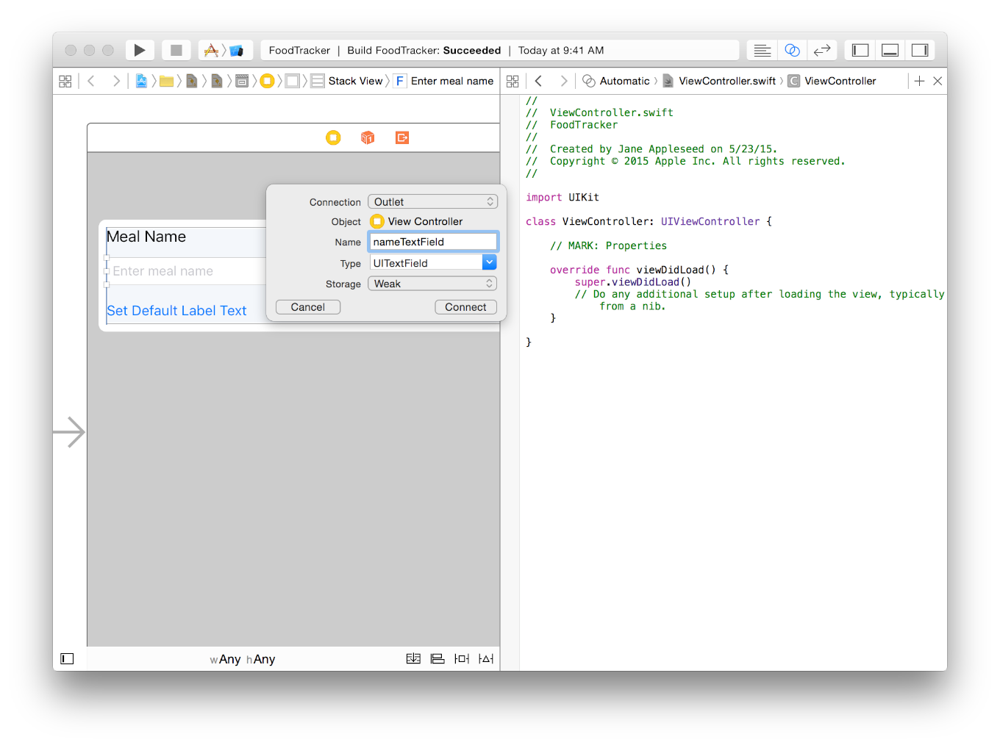 FoodTracker | Build FoodTracker: Succeeded | Today at 9:41 AM
Stack View F Enter meal name
Automatic ViewController.swift C ViewController
//
// ViewController.swift
// FoodTracker
//
// Created by Jane Appleseed on 5/23/15.
// Copyright © 2015 Apple Inc. All rights reserved.
//
import UIKit
class ViewController: UIViewController {
// MARK: Properties
override func viewDidLoad() {
super.viewDidLoad()
// Do any additional setup after loading the view, typically
from a nib.
}
}
Connection Outlet
Object View Controller
Name nameTextField
Type UITextField
Storage Weak
Cancel Connect
Meal Name
Enter meal name
Set Default Label Text
wAny hAny